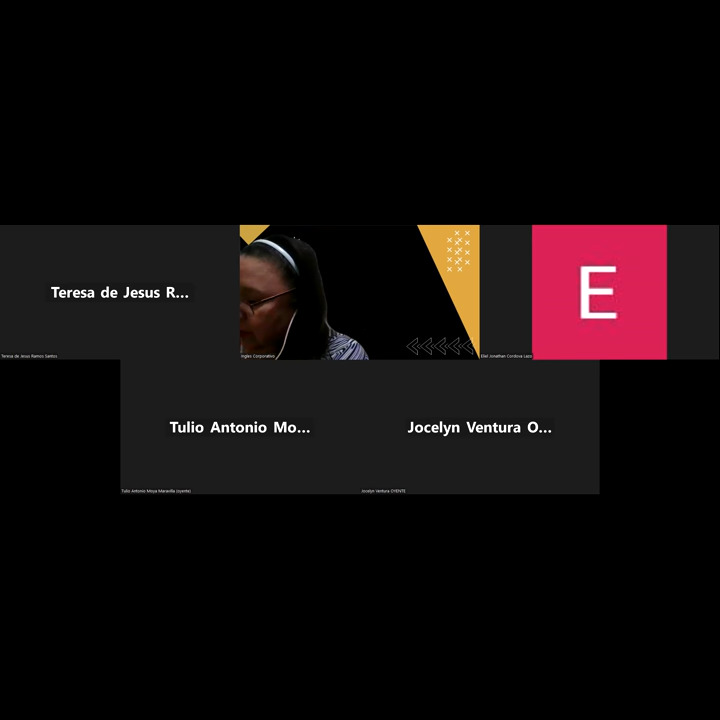 Teresa de Jesus R...
Teresa de Jesus Ramos Santos
Ingles Corporativo
E
Eliel Jonathan Cordova Lazo
Tulio Antonio Mo...
Tulio Antonio Moya Maravilla (oyente)
Jocelyn Ventura O...
Jocelyn Ventura OYENTE